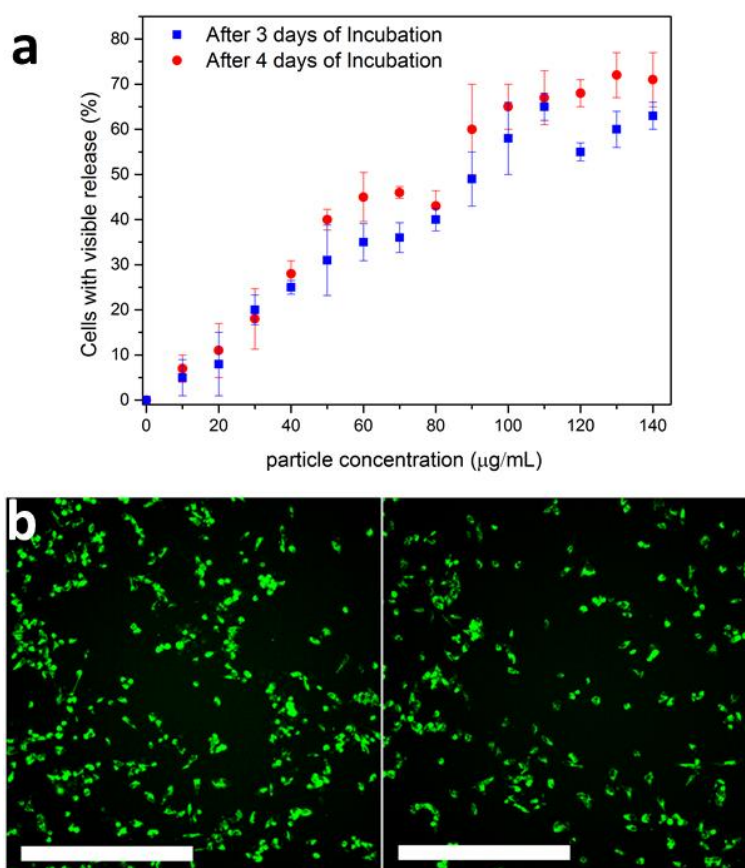 a
After 3 days of Incubation
After 4 days of Incubation
Cells with visible release (%)
80
70
60
50
40
30
20
10
0
0 20 40 60 80 100 120 140
particle concentration (μg/mL)
b